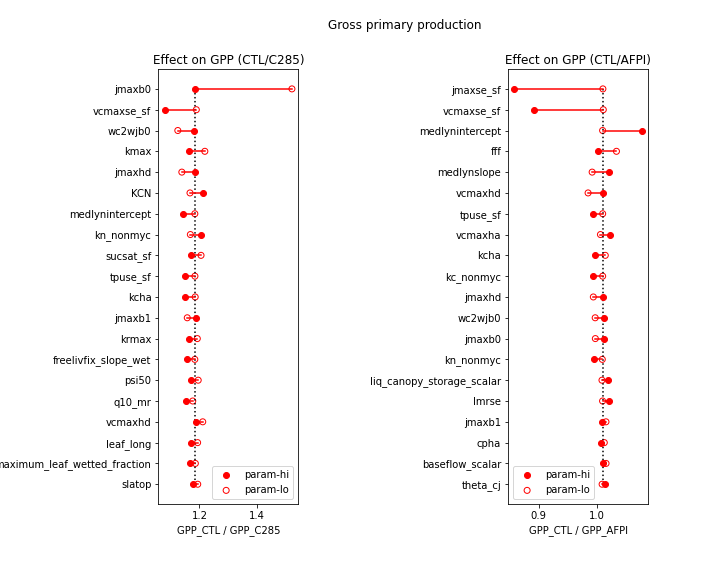 Gross primary production
Effect on GPP (CTL/C285)
jmaxb0
vcmaxse_sf
wc2wjb0
kmax
jmaxhd
KCN
medlynintercept
kn_nonmyc
sucsat_sf
tpuse_sf
kcha
jmaxb1
krmax
freelivfix_slope_wet
psi50
q10_mr
vcmaxhd
leaf_long
maximum_leaf_wetted_fraction
slatop
param-hi
param-lo
1.2 1.4
GPP_CTL / GPP_C285
Effect on GPP (CTL/AFPI)
jmaxse_sf
vcmaxse_sf
medlynintercept
fff
medlynslope
vcmaxhd
tpuse_sf
vcmaxha
kcha
kc_nonmyc
jmaxhd
wc2wjb0
jmaxb0
kn_nonmyc
liq_canopy_storage_scalar
lmrse
jmaxb1
cpha
baseflow_scalar
theta_cj
param-hi
param-lo
0.9 1.0
GPP_CTL / GPP_AFPI